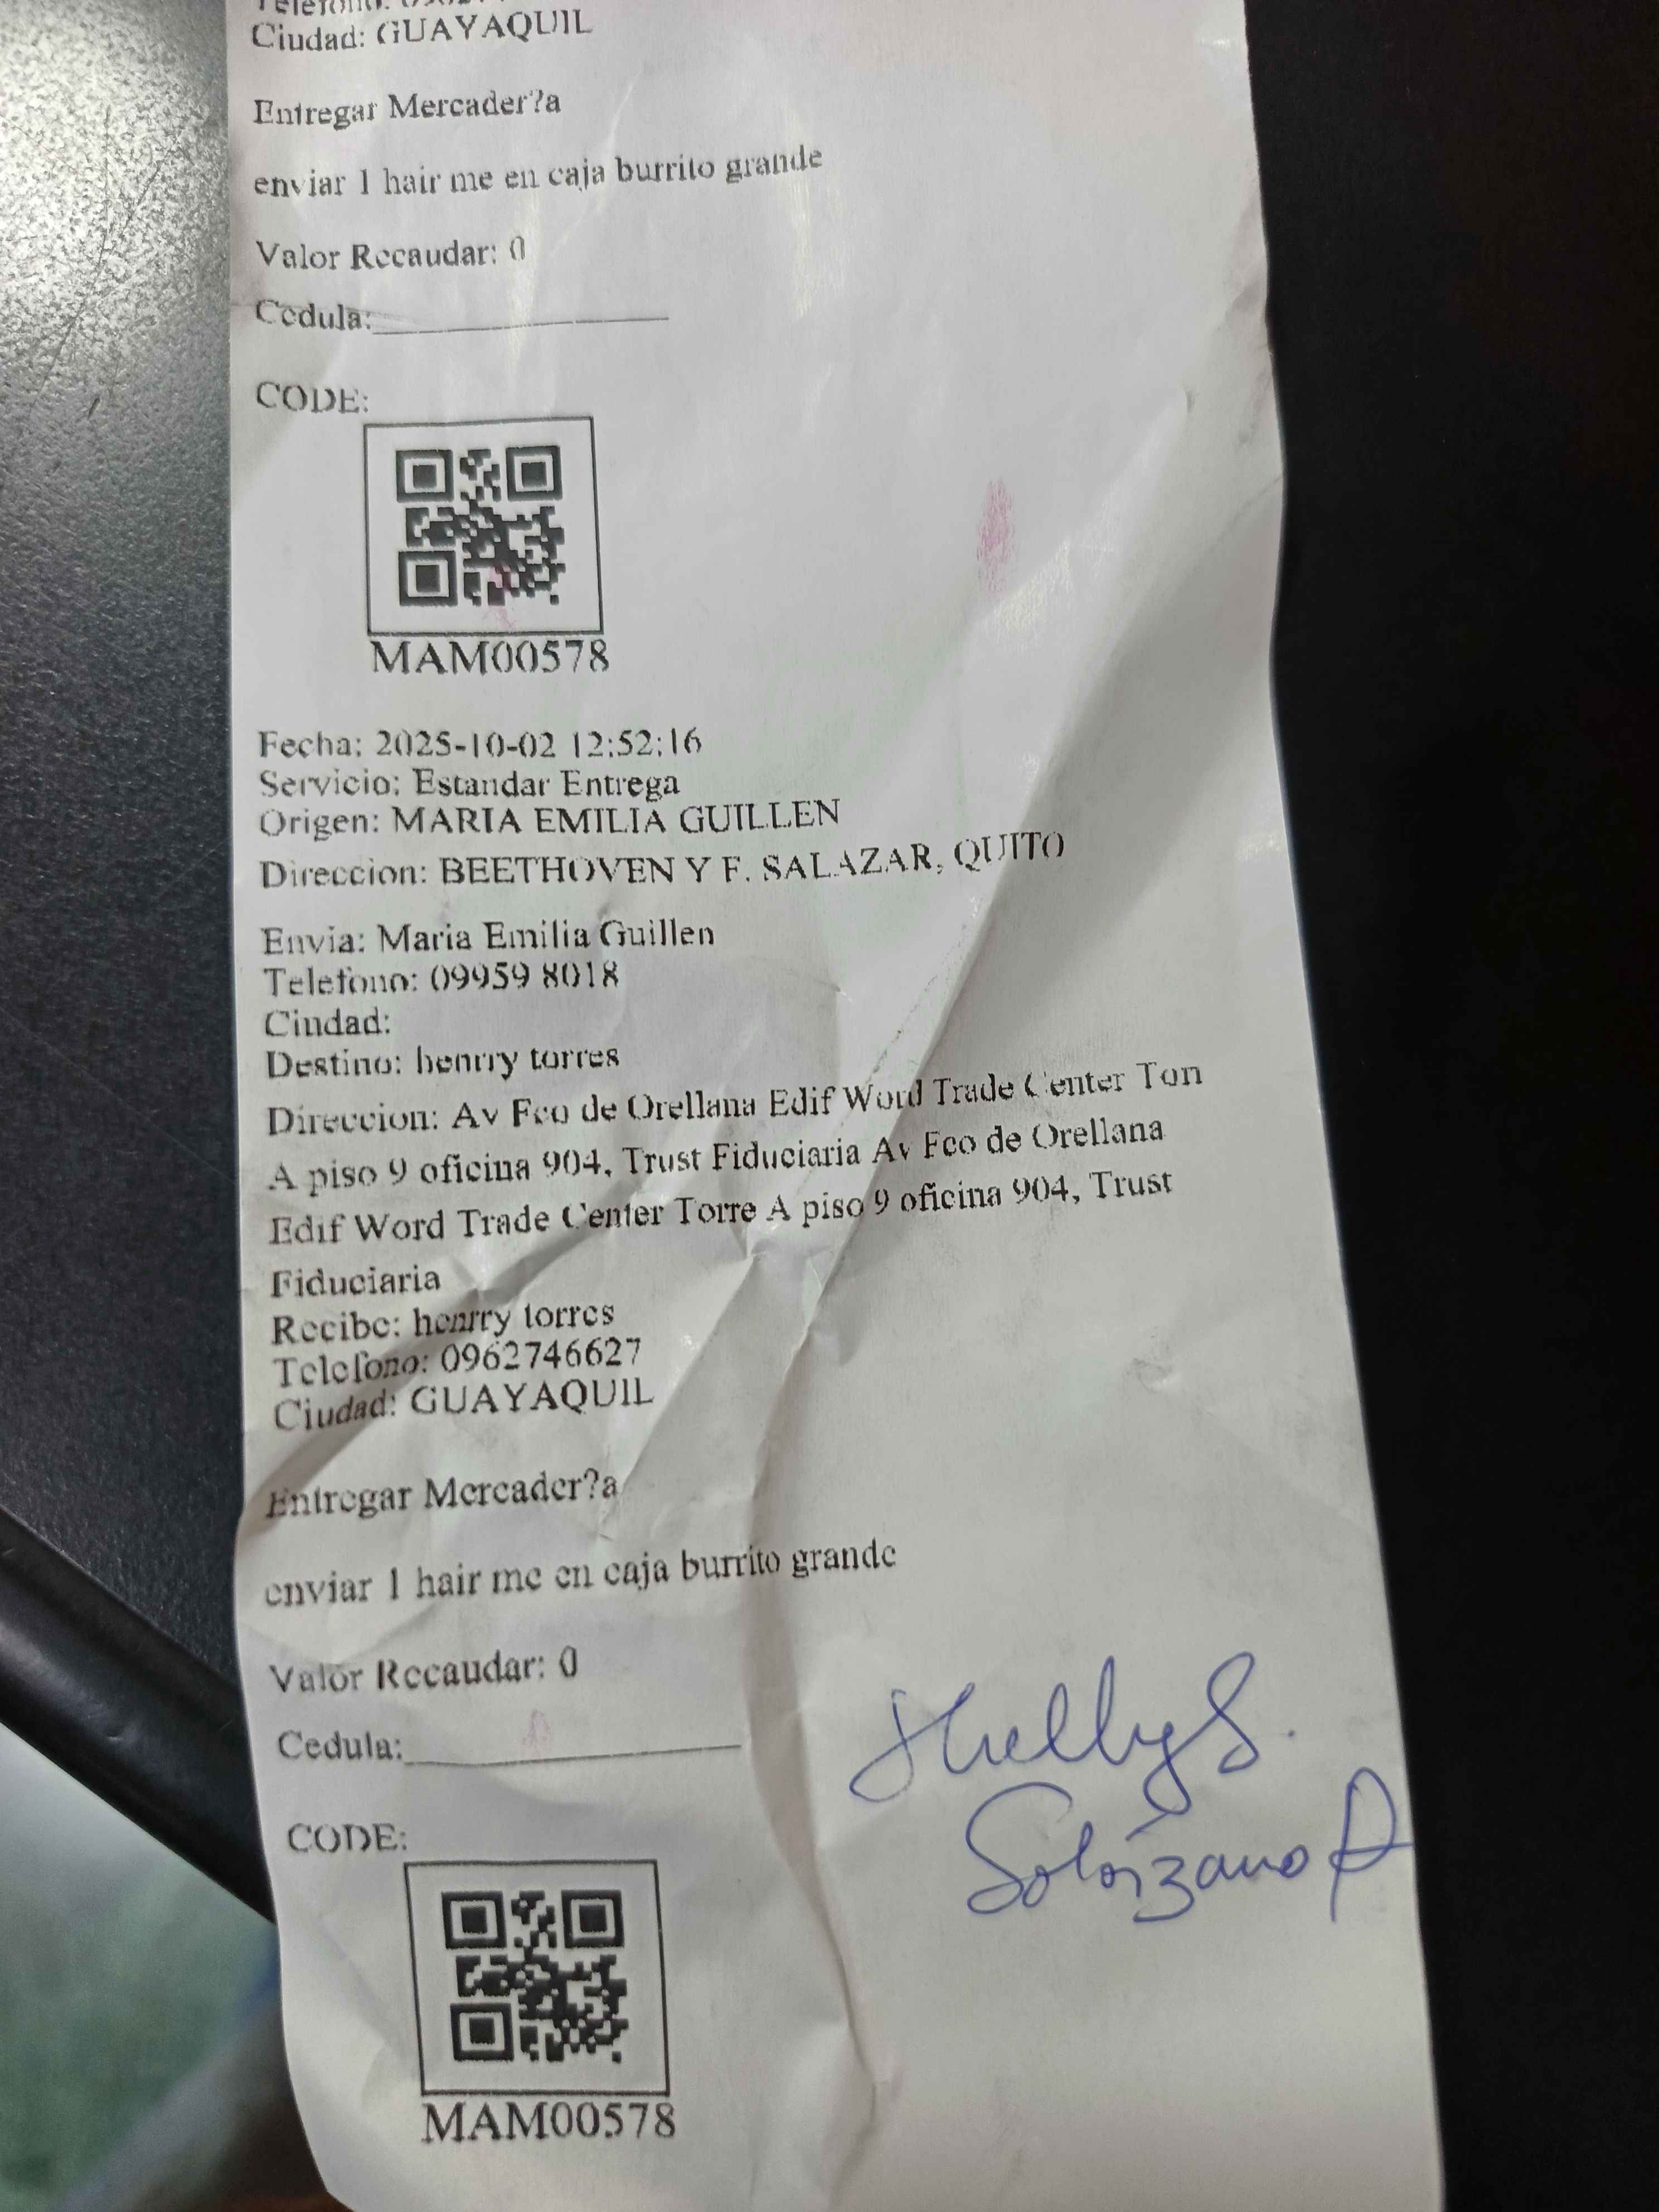 Ciudad: GUAYAQUIL
Entregar Mercader?a
enviar 1 hair me en caja burrito grande
Valor Recaudar: 0
Cedula:
CODE:
MAM00578
Fecha: 2025-10-02 12:52:16
Servicio: Estandar Entrega
Origen: MARIA EMILIA GUILLEN
Direccion: BEETHOVEN Y F. SALAZAR, QUITO
Envia: Maria Emilia Guillen
Telefono: 09959 8018
Ciudad:
Destino: henrry torres
Direccion: Av Fco de Orellana Edif Word Trade Center Torr
A piso 9 oficina 904, Trust Fiduciaria Av Fco de Orellana
Edif Word Trade Center Torre A piso 9 oficina 904, Trust
Fiduciaria
Recibe: henrry torres
Telefono: 0962746627
Ciudad: GUAYAQUIL
Entregar Mercader?a
enviar 1 hair me en caja burrito grande
Valor Recaudar: 0
Cedula:
Shelly S.
Solórzano A
CODE:
MAM00578